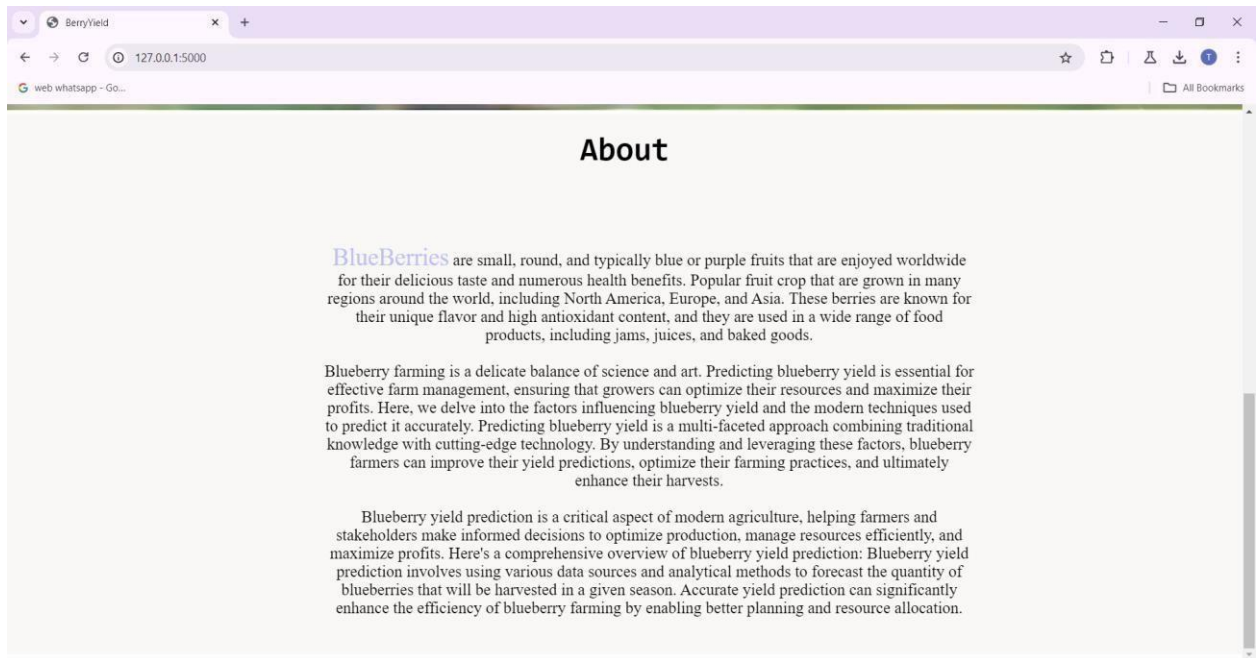 BerryYield
127.0.0.1:5000
T
web whatsapp - Go...
All Bookmarks
About
BlueBerries are small, round, and typically blue or purple fruits that are enjoyed worldwide
for their delicious taste and numerous health benefits. Popular fruit crop that are grown in many
regions around the world, including North America, Europe, and Asia. These berries are known for
their unique flavor and high antioxidant content, and they are used in a wide range of food
products, including jams, juices, and baked goods.
Blueberry farming is a delicate balance of science and art. Predicting blueberry yield is essential for
effective farm management, ensuring that growers can optimize their resources and maximize their
profits. Here, we delve into the factors influencing blueberry yield and the modern techniques used
to predict it accurately. Predicting blueberry yield is a multi-faceted approach combining traditional
knowledge with cutting-edge technology. By understanding and leveraging these factors, blueberry
farmers can improve their yield predictions, optimize their farming practices, and ultimately
enhance their harvests.
Blueberry yield prediction is a critical aspect of modern agriculture, helping farmers and
stakeholders make informed decisions to optimize production, manage resources efficiently, and
maximize profits. Here's a comprehensive overview of blueberry yield prediction: Blueberry yield
prediction involves using various data sources and analytical methods to forecast the quantity of
blueberries that will be harvested in a given season. Accurate yield prediction can significantly
enhance the efficiency of blueberry farming by enabling better planning and resource allocation.